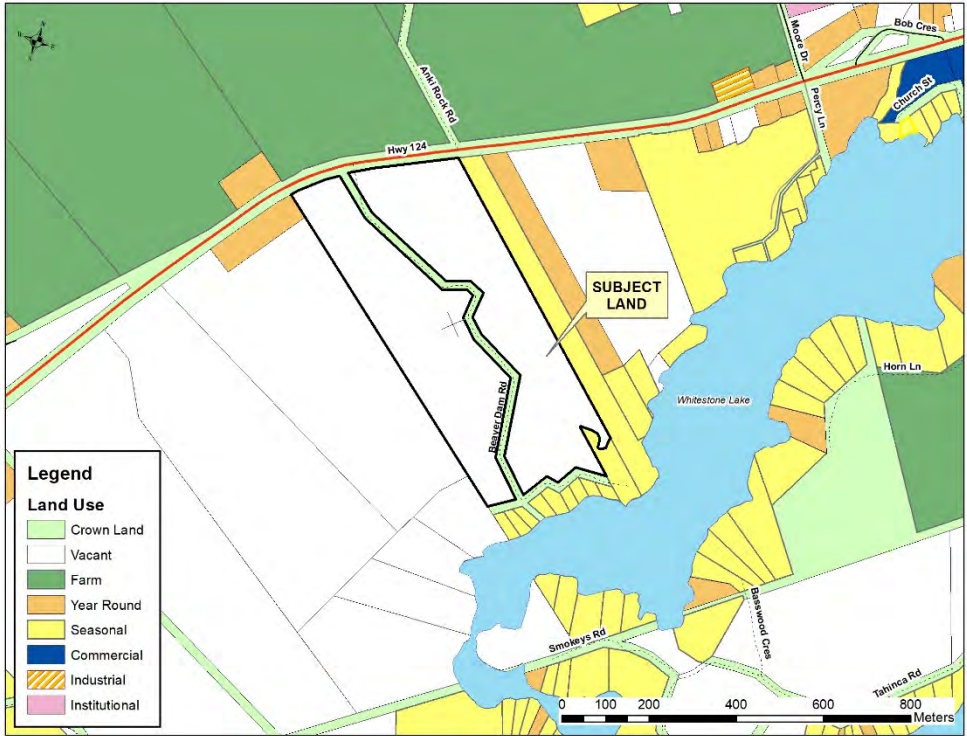 Bob Cres
Moore Dr
Church St
Anki Rock Rd
Percy Ln
Hwy 124
SUBJECT
LAND
Horn Ln
Whitestone Lake
Beaver Dam Rd
Legend
Land Use
Crown Land
Vacant
Farm
Year Round
Seasonal
Commercial
Industrial
Institutional
Basswood Cres
Smokeys Rd
Tahinca Rd
0 100 200 400 600 800
Meters